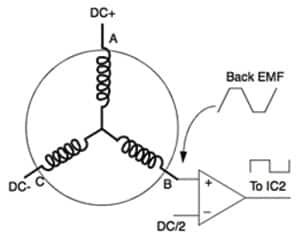 DC+
A
Back EMF
DC- C
B
+
To IC2
DC/2
−